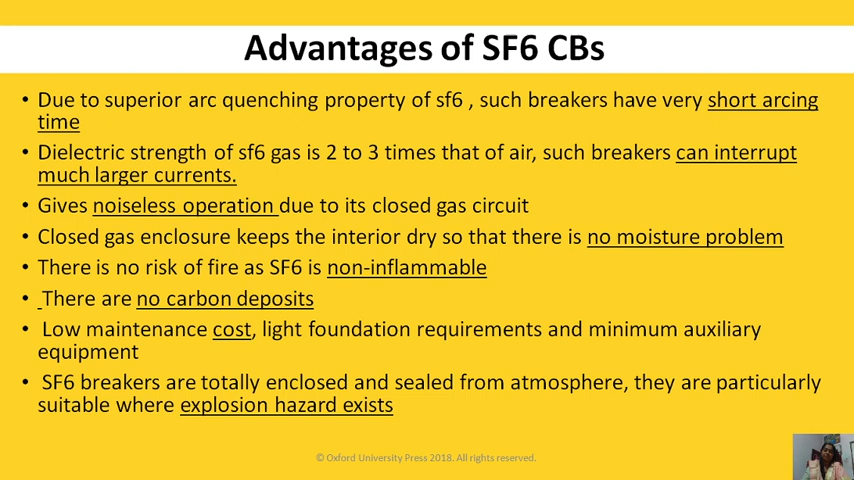 Advantages of SF6 CBs
• Due to superior arc quenching property of sf6 , such breakers have very short arcing
time
• Dielectric strength of sf6 gas is 2 to 3 times that of air, such breakers can interrupt
much larger currents.
• Gives noiseless operation due to its closed gas circuit
• Closed gas enclosure keeps the interior dry so that there is no moisture problem
• There is no risk of fire as SF6 is non-inflammable
• There are no carbon deposits
• Low maintenance cost, light foundation requirements and minimum auxiliary
equipment
• SF6 breakers are totally enclosed and sealed from atmosphere, they are particularly
suitable where explosion hazard exists
© Oxford University Press 2018. All rights reserved.